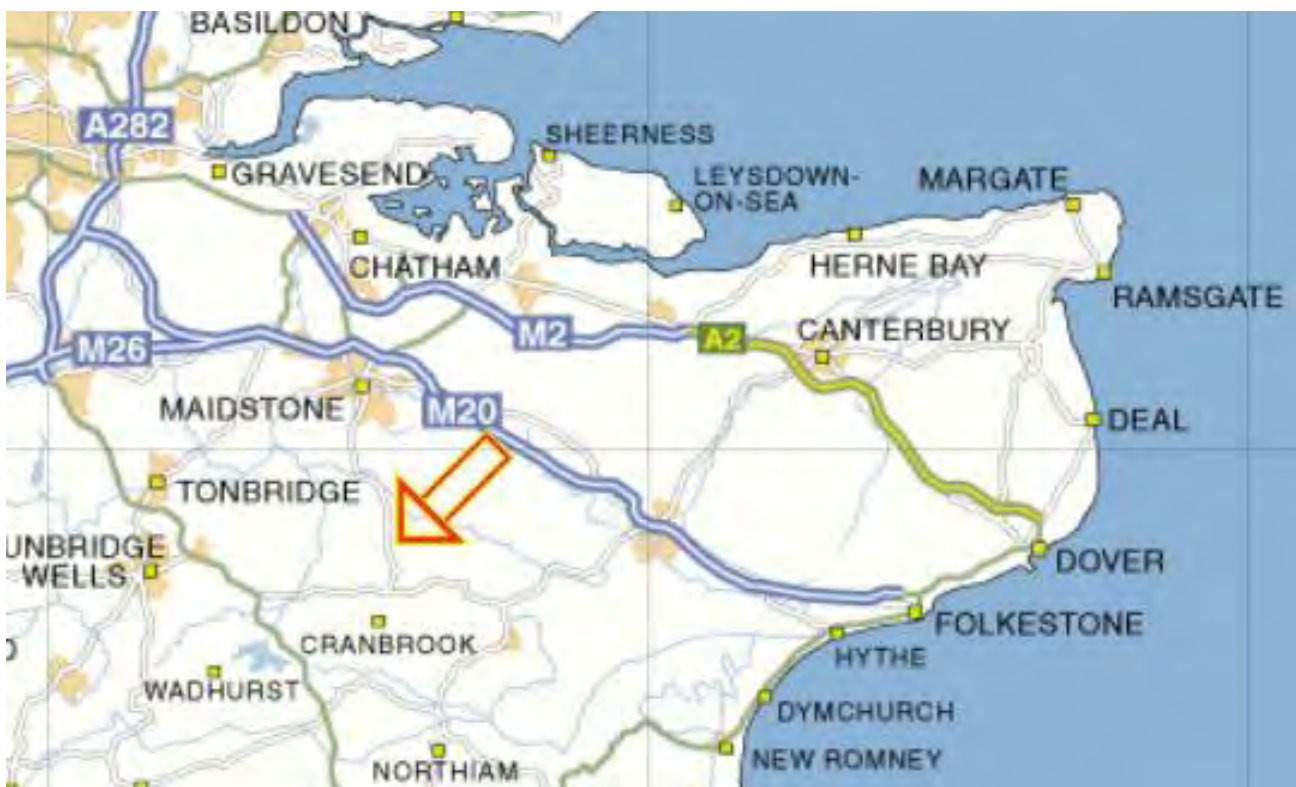 BASILDON
A282
SHEERNESS
GRAVESEND
LEYSDOWN-
ON-SEA
MARGATE
CHATHAM
HERNE BAY
RAMSGATE
M26
M2
A2
CANTERBURY
MAIDSTONE
M20
DEAL
TONBRIDGE
UNBRIDGE
WELLS
DOVER
CRANBROOK
FOLKESTONE
HYTHE
WADHURST
DYMCHURCH
NORTHIAM
NEW ROMNEY